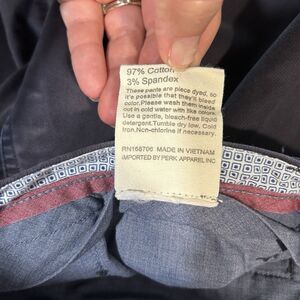 97% Cotton
3% Spandex
These pants are piece dyed, so
it's possible that they'll bleed
color. Please wash them inside
out in cold water with like colors.
Use a gentle, bleach-free liquid
detergent. Tumble dry low. Cold
Iron. Non-chlorine if necessary.
RN158706 MADE IN VIETNAM
IMPORTED BY PERK APPAREL INC